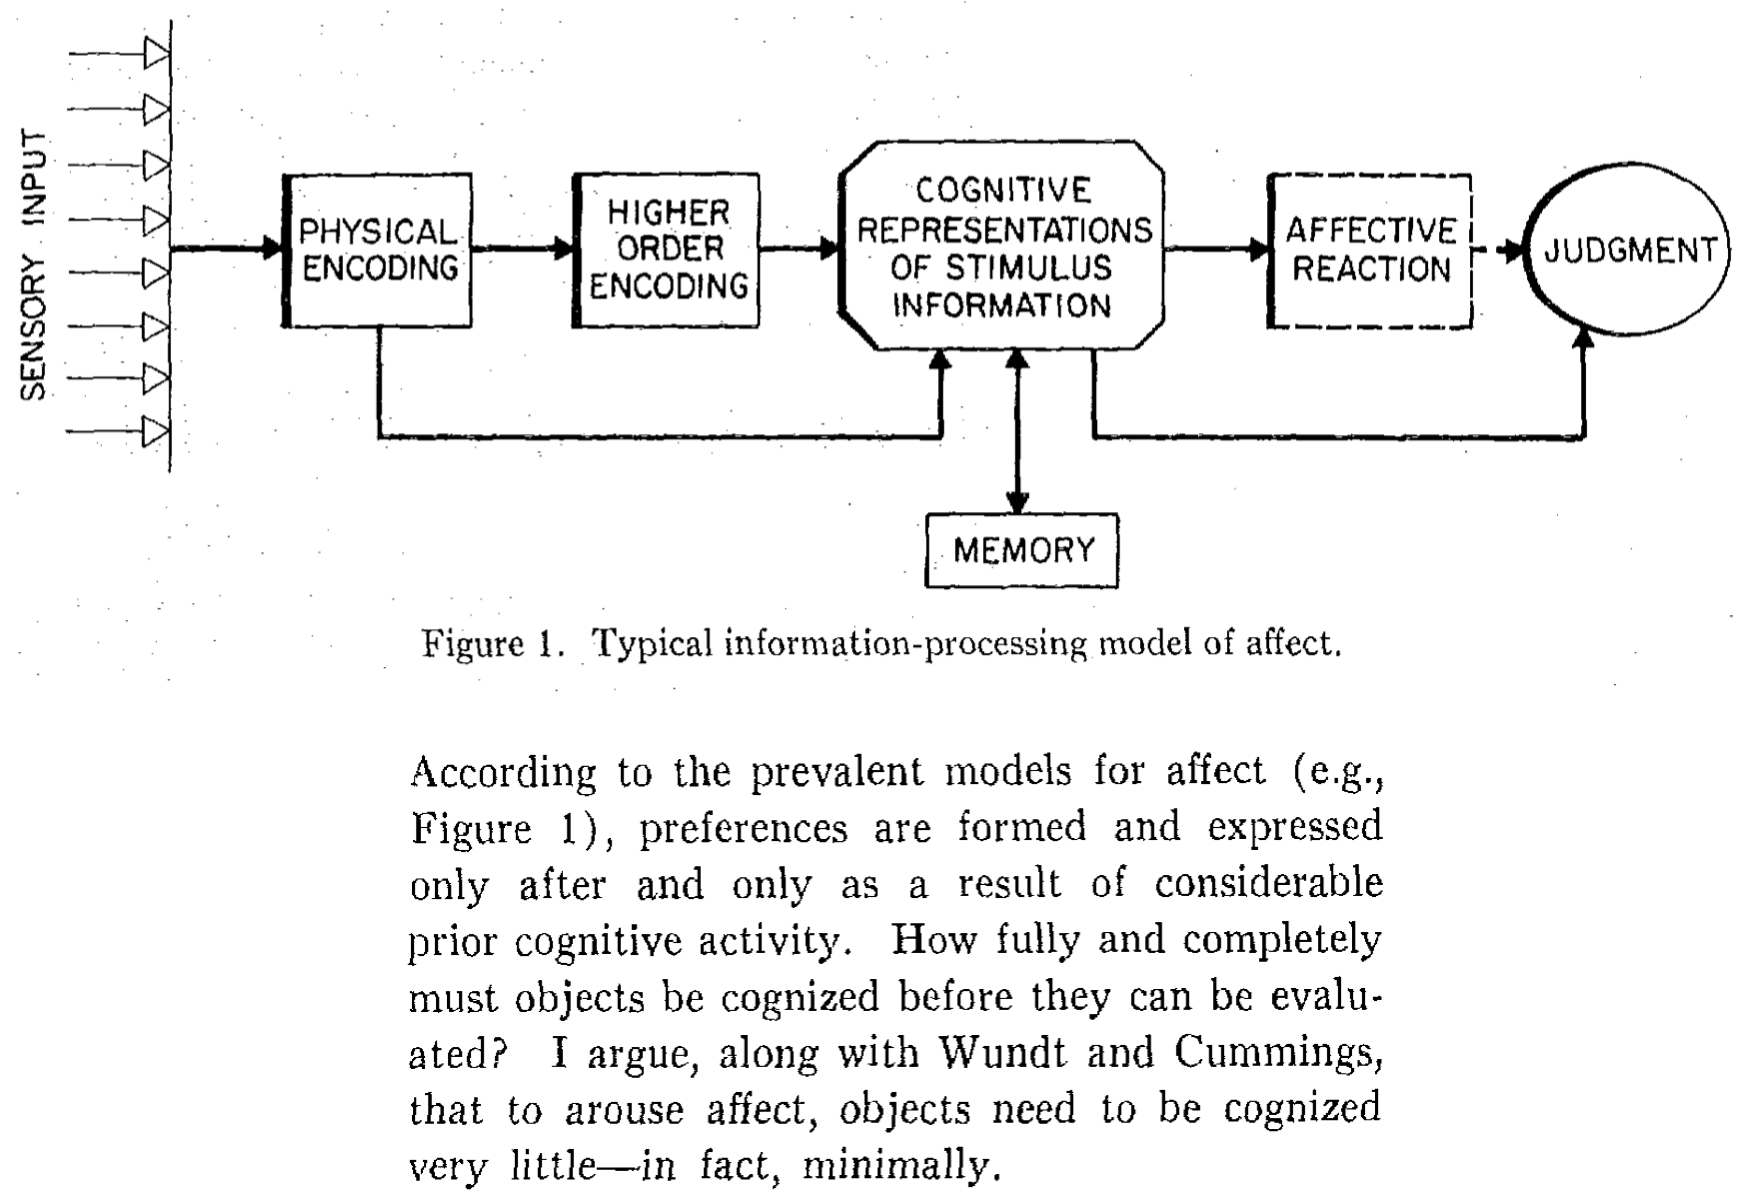 SENSORY INPUT
PHYSICAL
ENCODING
HIGHER
ORDER
ENCODING
COGNITIVE
REPRESENTATIONS
OF STIMULUS
INFORMATION
AFFECTIVE
REACTION
JUDGMENT
MEMORY
Figure 1. Typical information-processing model of affect.
According to the prevalent models for affect (e.g.,
Figure 1), preferences are formed and expressed
only after and only as a result of considerable
prior cognitive activity. How fully and completely
must objects be cognized before they can be evalu-
ated? I argue, along with Wundt and Cummings,
that to arouse affect, objects need to be cognized
very little—in fact, minimally.